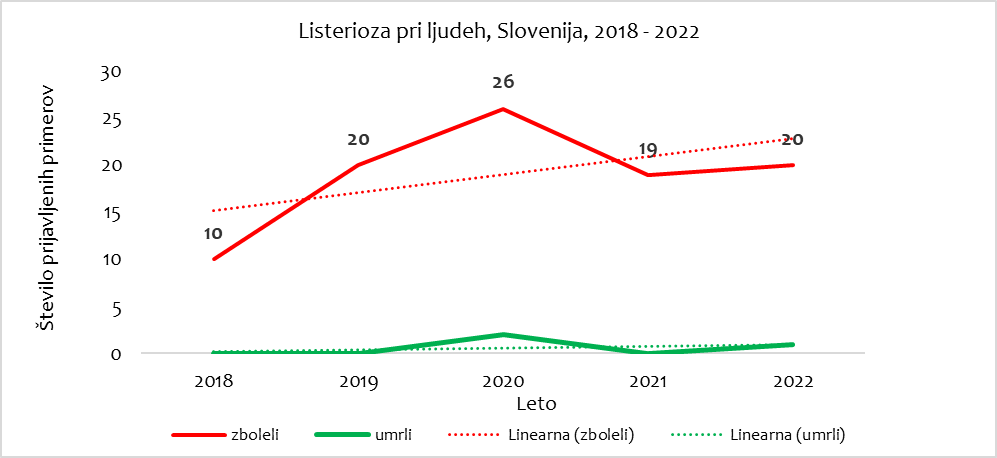 Listerioza pri ljudeh, Slovenija, 2018 - 2022
Število prijavljenih primerov
30
25
20
15
10
5
0
10
20
26
19
20
2018 2019 2020 2021 2022
Leto
zboleli umrli Linearna (zboleli) Linearna (umrli)